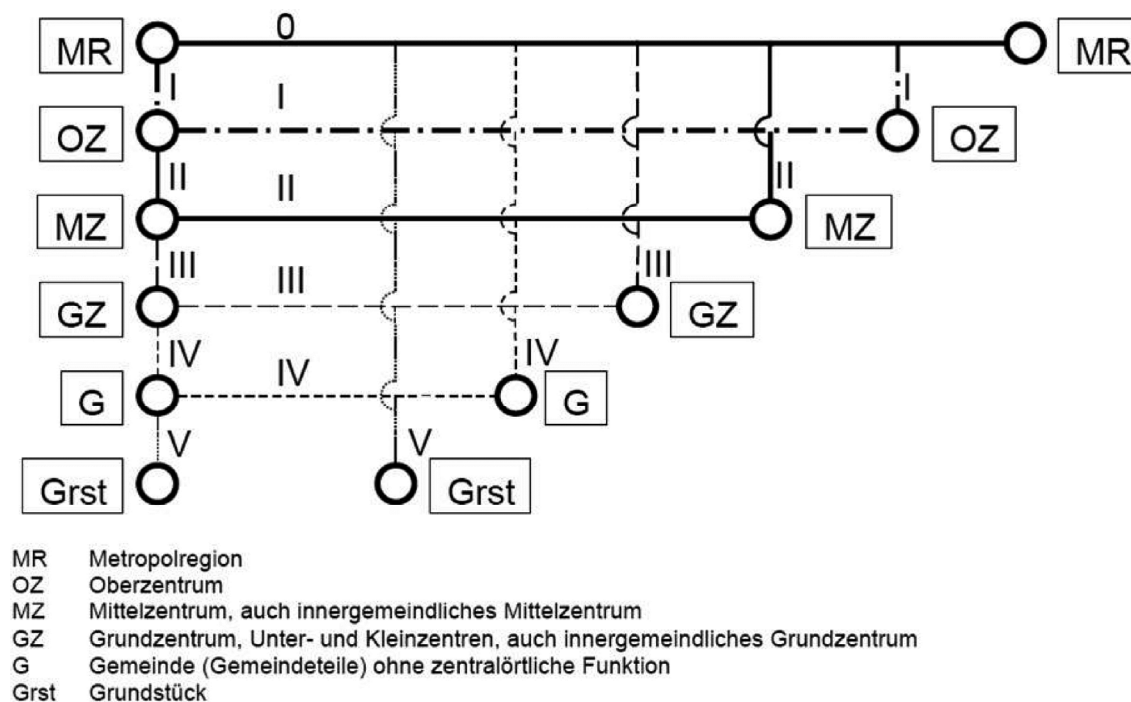 0
MR MR
I I I
OZ OZ
II II II
MZ MZ
III III III
GZ GZ
IV IV IV
G G
V V
Grst Grst
MR Metropolregion
OZ Oberzentrum
MZ Mittelzentrum, auch innergemeindliches Mittelzentrum
GZ Grundzentrum, Unter- und Kleinzentren, auch innergemeindliches Grundzentrum
G Gemeinde (Gemeindeteile) ohne zentralörtliche Funktion
Grst Grundstück